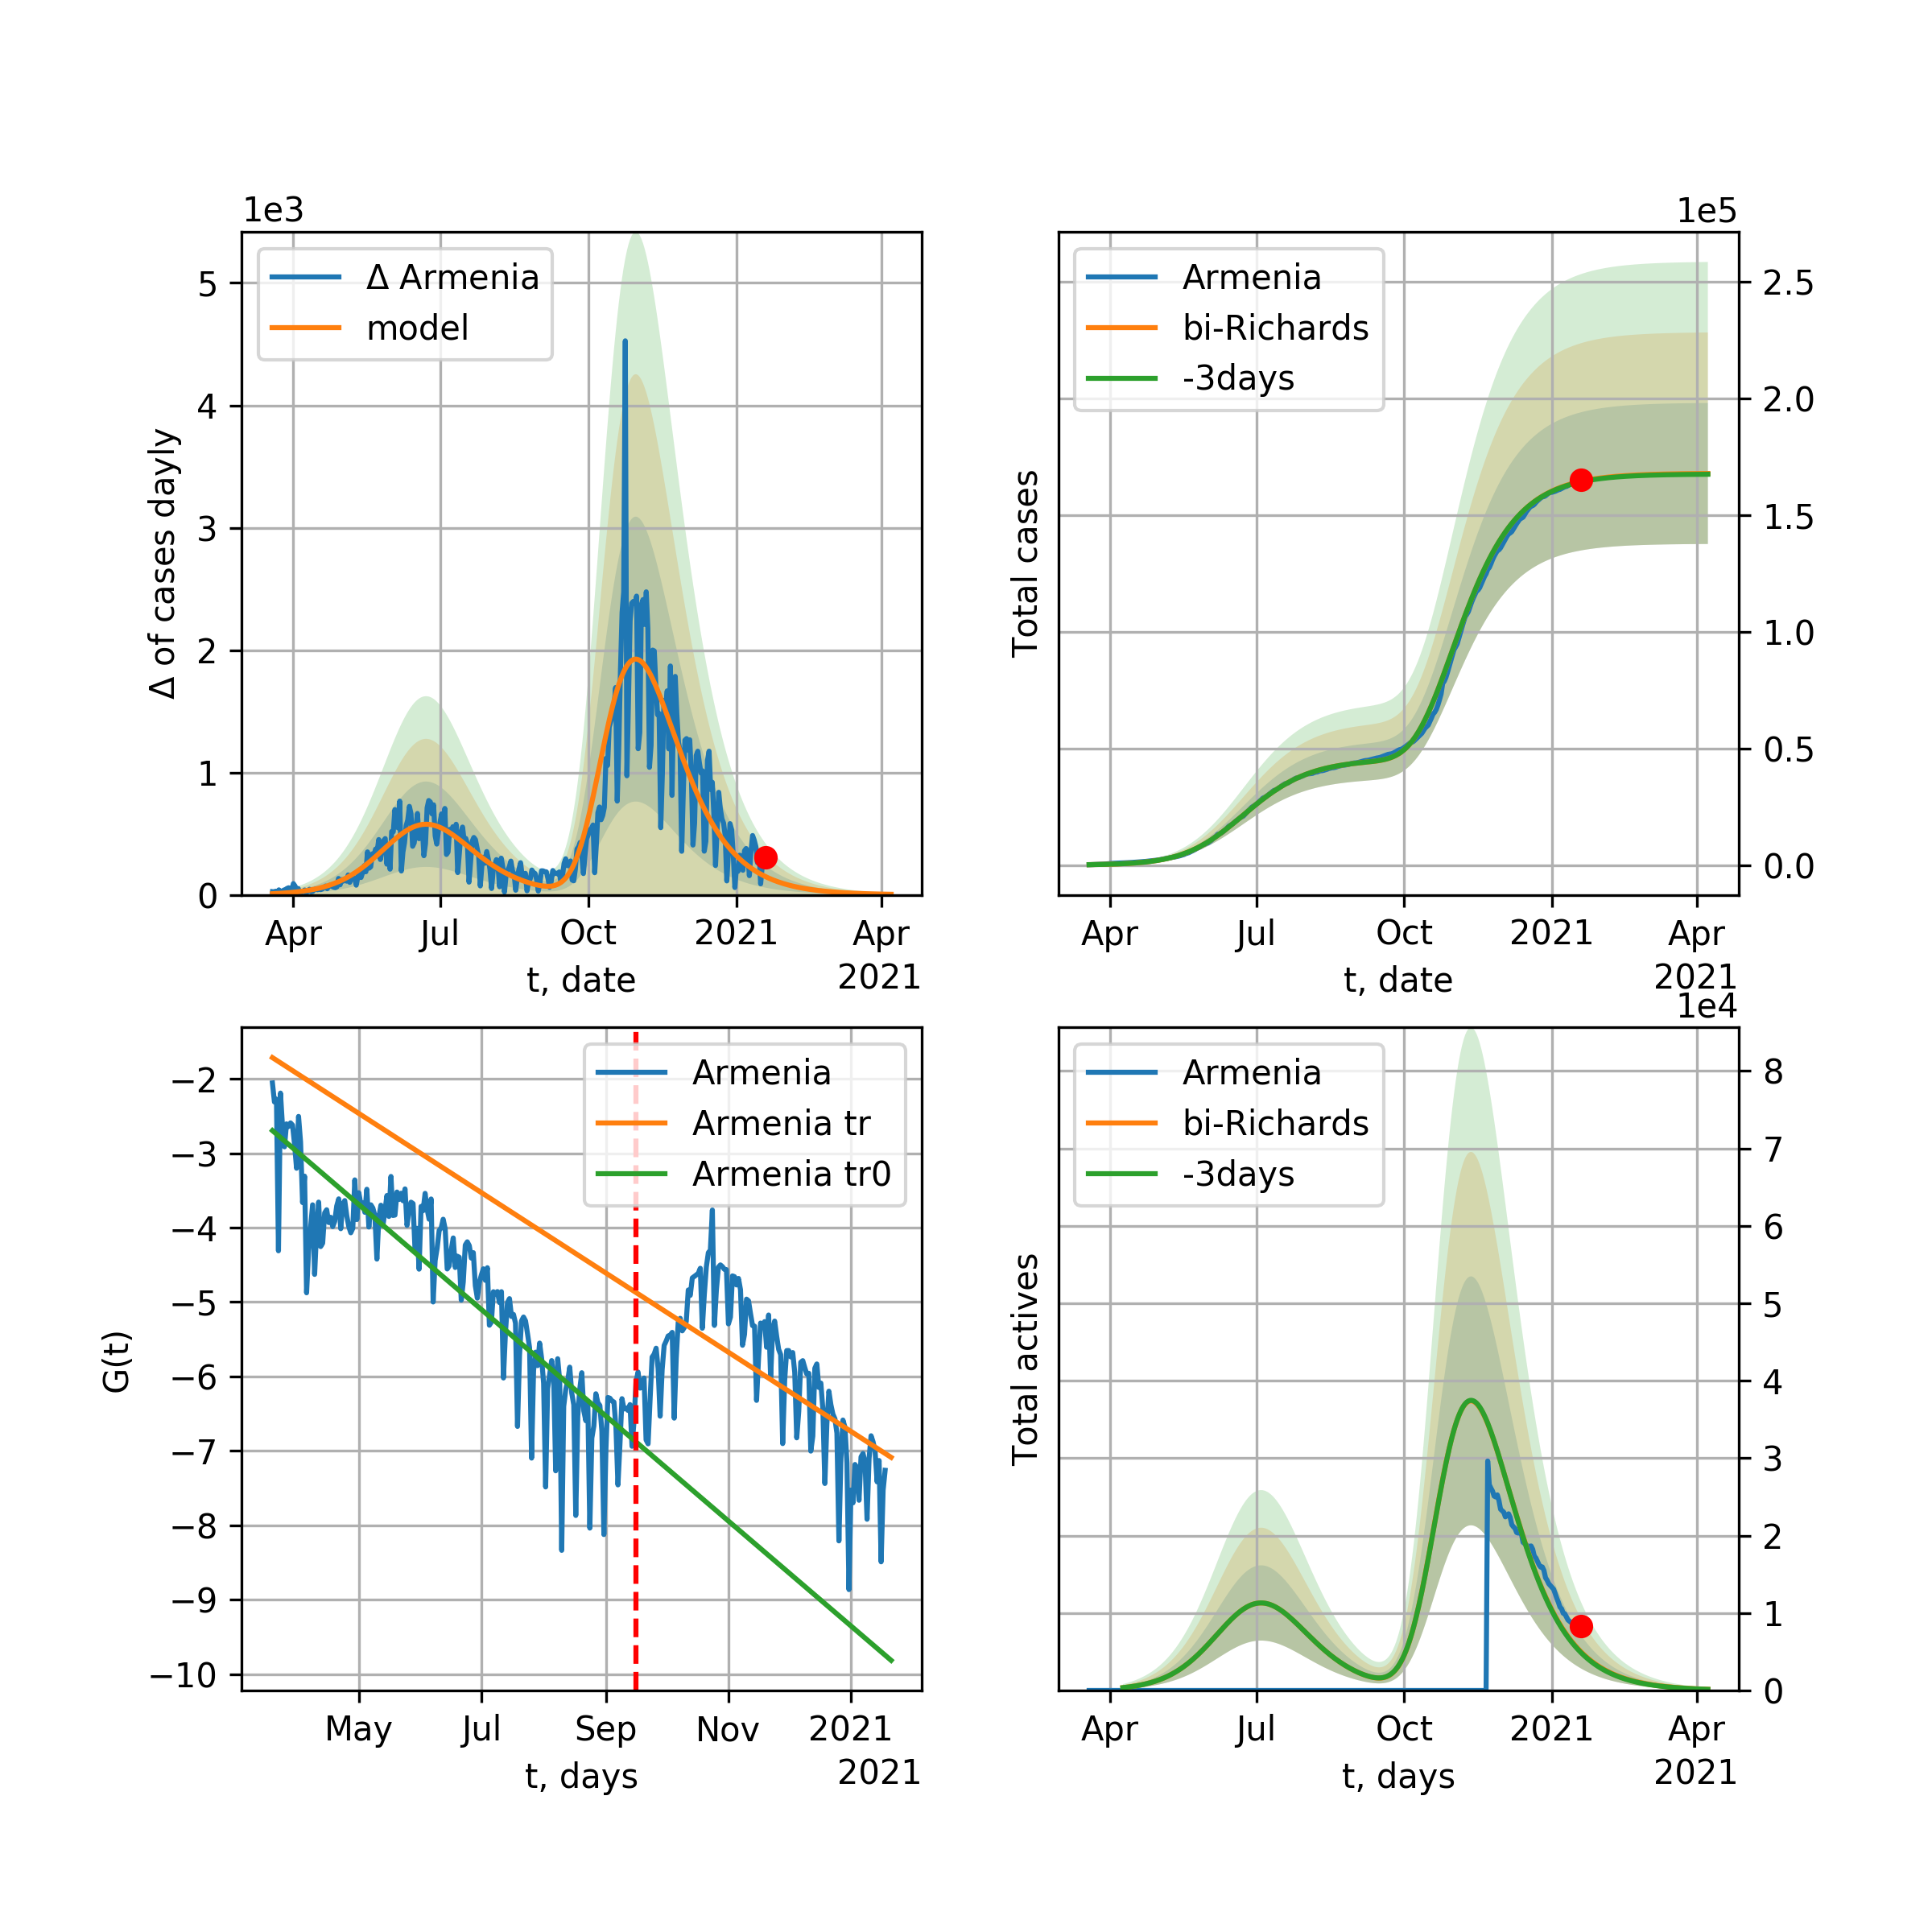 1e3
Δ of cases dayly
5
4
3
2
1
0
Δ Armenia
model
Apr
Jul
Oct
2021
Apr
t, date
2021
1e5
Total cases
Armenia
bi-Richards
-3days
2.5
2.0
1.5
1.0
0.5
0.0
Apr
Jul
Oct
2021
Apr
t, date
2021
G(t)
−2
−3
−4
−5
−6
−7
−8
−9
−10
Armenia
Armenia tr
Armenia tr0
May
Jul
Sep
Nov
2021
t, days
2021
1e4
Total actives
Armenia
bi-Richards
-3days
8
7
6
5
4
3
2
1
0
Apr
Jul
Oct
2021
Apr
t, days
2021